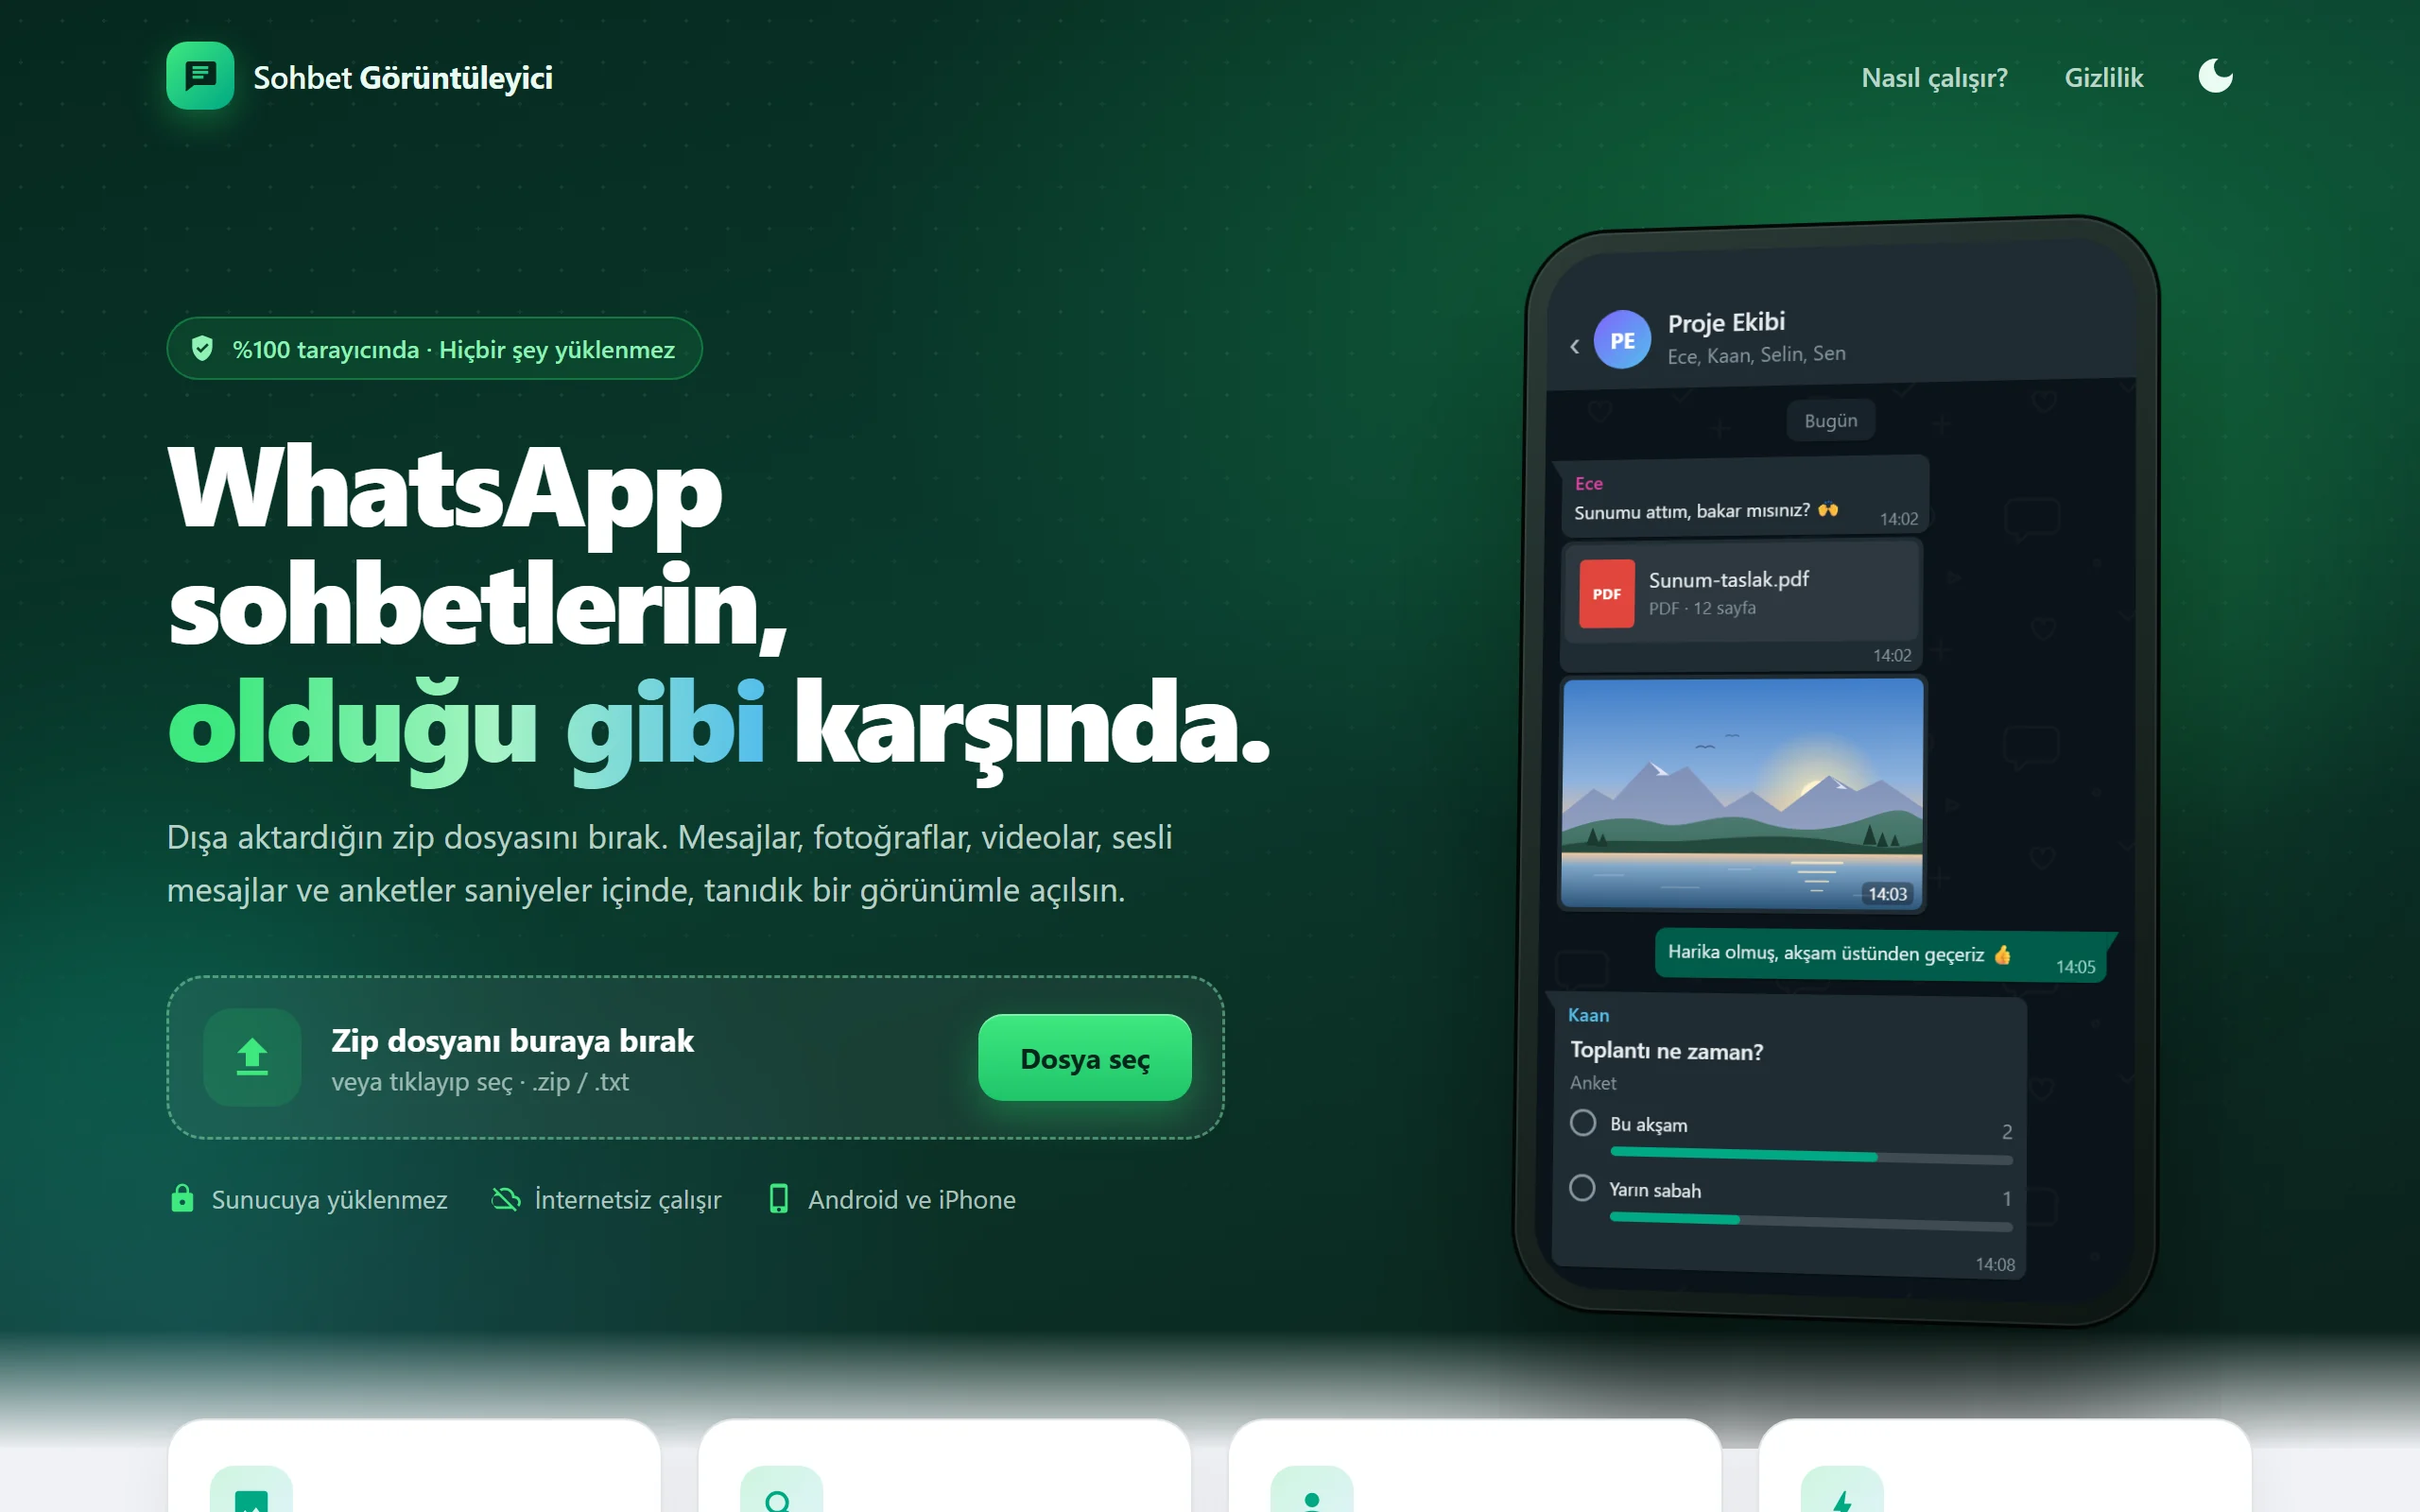 Sohbet Görüntüleyici
Nasıl çalışır?
Gizlilik
%100 tarayıcında · Hiçbir şey yüklenmez
WhatsApp
sohbetlerin,
olduğu gibi karşında.
Dışa aktardığın zip dosyasını bırak. Mesajlar, fotoğraflar, videolar, sesli
mesajlar ve anketler saniyeler içinde, tanıdık bir görünümle açılsın.
Zip dosyanı buraya bırak
veya tıklayıp seç · .zip / .txt
Dosya seç
Sunucuya yüklenmez
İnternetsiz çalışır
Android ve iPhone
PE
Proje Ekibi
Ece, Kaan, Selin, Sen
Bugün
Ece
Sunumu attım, bakar mısınız? 🙌
14:02
PDF
Sunum-taslak.pdf
PDF · 12 sayfa
14:02
14:03
Harika olmuş, akşam üstünden geçeriz 👍
14:05
Kaan
Toplantı ne zaman?
Anket
Bu akşam 2
Yarın sabah 1
14:08